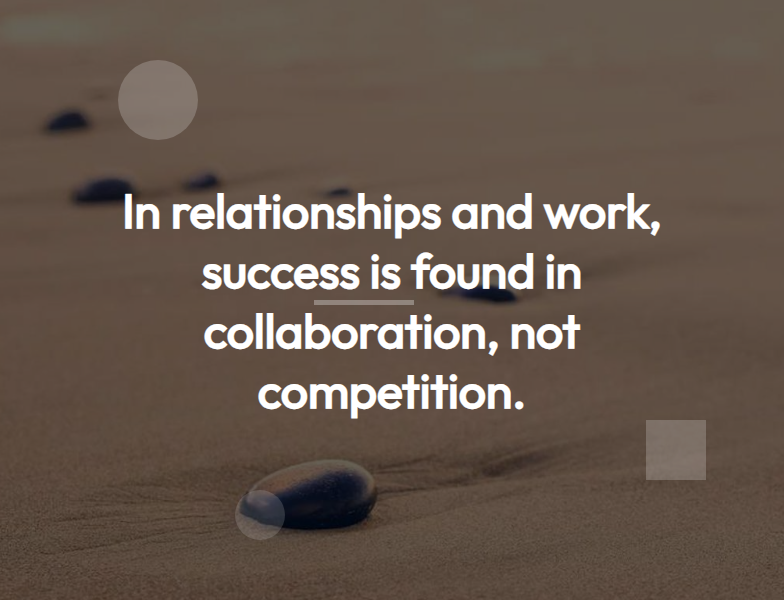 In relationships and work,
success is found in
collaboration, not
competition.